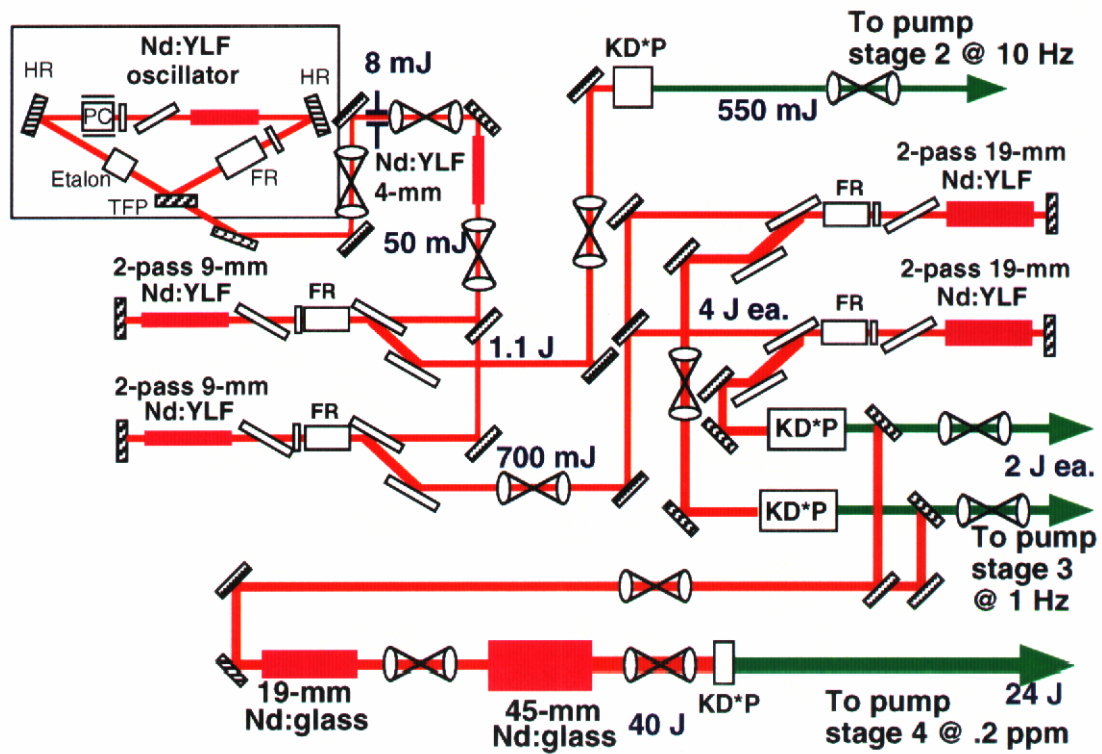 Nd:YLF
oscillator
HR
HR
PC
Etalon
FR
TFP
8 mJ
Nd:YLF
4-mm
50 mJ
KD*P
To pump
stage 2 @ 10 Hz
550 mJ
2-pass 19-mm
Nd:YLF
FR
2-pass 19-mm
Nd:YLF
FR
4 J ea.
2-pass 9-mm
Nd:YLF
FR
1.1 J
2-pass 9-mm
Nd:YLF
FR
700 mJ
KD*P
2 J ea.
KD*P
To pump
stage 3
@ 1 Hz
19-mm
Nd:glass
45-mm
Nd:glass
40 J
KD*P
To pump
stage 4 @ .2 ppm
24 J